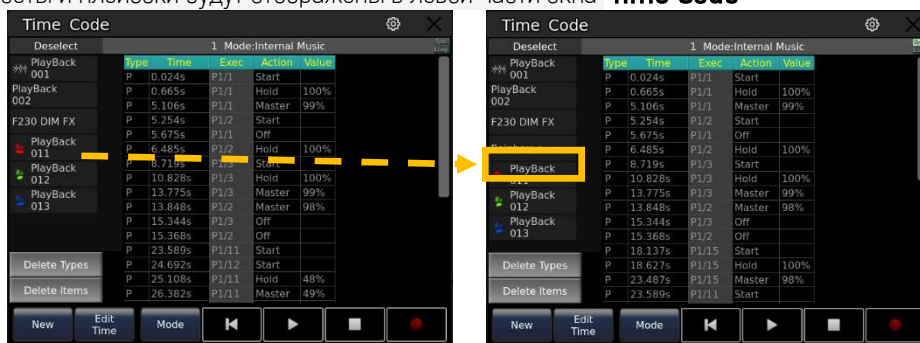 и плейбэки будут отображены в левой части окна Time Code
Time Code
Deselect 1 Mode:Internal Music
PlayBack
001
PlayBack
002
F230 DIM FX
PlayBack
011
PlayBack
012
PlayBack
013
Delete Types
Delete Items
Type Time Exec Action Value
P 0.024s P1/1 Start
P 0.665s P1/1 Hold 100%
P 5.106s P1/1 Master 99%
P 5.254s P1/2 Start
P 5.675s P1/1 Off
P 6.485s P1/2 Hold 100%
P 8.719s P1/3 Start
P 10.828s P1/3 Hold 100%
P 13.775s P1/3 Master 99%
P 13.848s P1/2 Master 98%
P 15.344s P1/3 Off
P 15.368s P1/2 Off
P 23.589s P1/11 Start
P 24.692s P1/12 Start
P 25.108s P1/11 Hold 48%
P 26.382s P1/11 Master 49%
New
Edit
Time
Mode
Time Code
Deselect 1 Mode:Internal Music
PlayBack
001
PlayBack
002
F230 DIM FX
PlayBack
011
PlayBack
012
PlayBack
013
Delete Types
Delete Items
Type Time Exec Action Value
P 0.024s P1/1 Start
P 0.665s P1/1 Hold 100%
P 5.106s P1/1 Master 99%
P 5.254s P1/2 Start
P 5.675s P1/1 Off
P 6.485s P1/2 Hold 100%
P 8.719s P1/3 Start
P 10.828s P1/3 Hold 100%
P 13.775s P1/3 Master 99%
P 13.848s P1/2 Master 98%
P 15.344s P1/3 Off
P 15.368s P1/2 Off
P 18.137s P1/15 Start
P 18.627s P1/15 Hold 100%
P 23.487s P1/15 Master 98%
P 23.589s P1/11 Start
New
Edit
Time
Mode